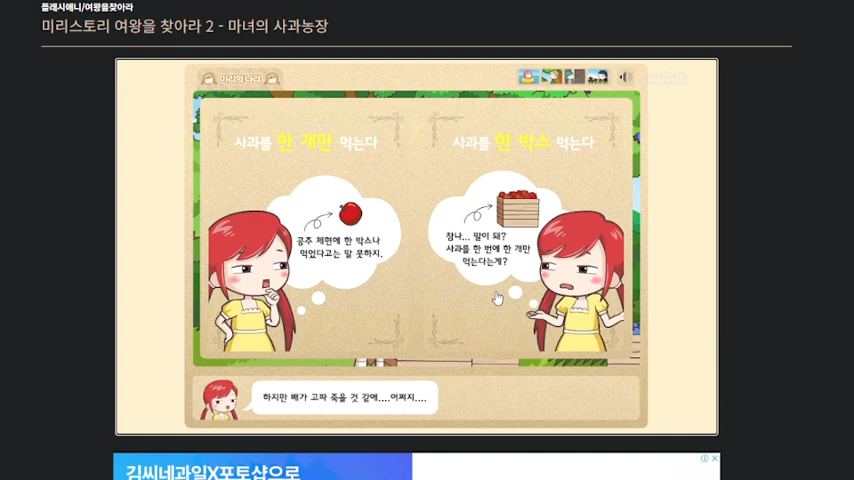 플래시애니/여왕을찾아라
미리스토리 여왕을 찾아라 2 - 마녀의 사과농장
미리의 나라
wallash
사과를 한 개만 먹는다
공주 체면에 한 박스나
먹었다고는 말 못하지.
사과를 한 박스 먹는다
참나... 말이 돼?
사과를 한 번에 한 개만
먹는다는게?
하지만 배가 고파 죽을 것 같애....어쩌지....
김씨네과일X포토샵으로